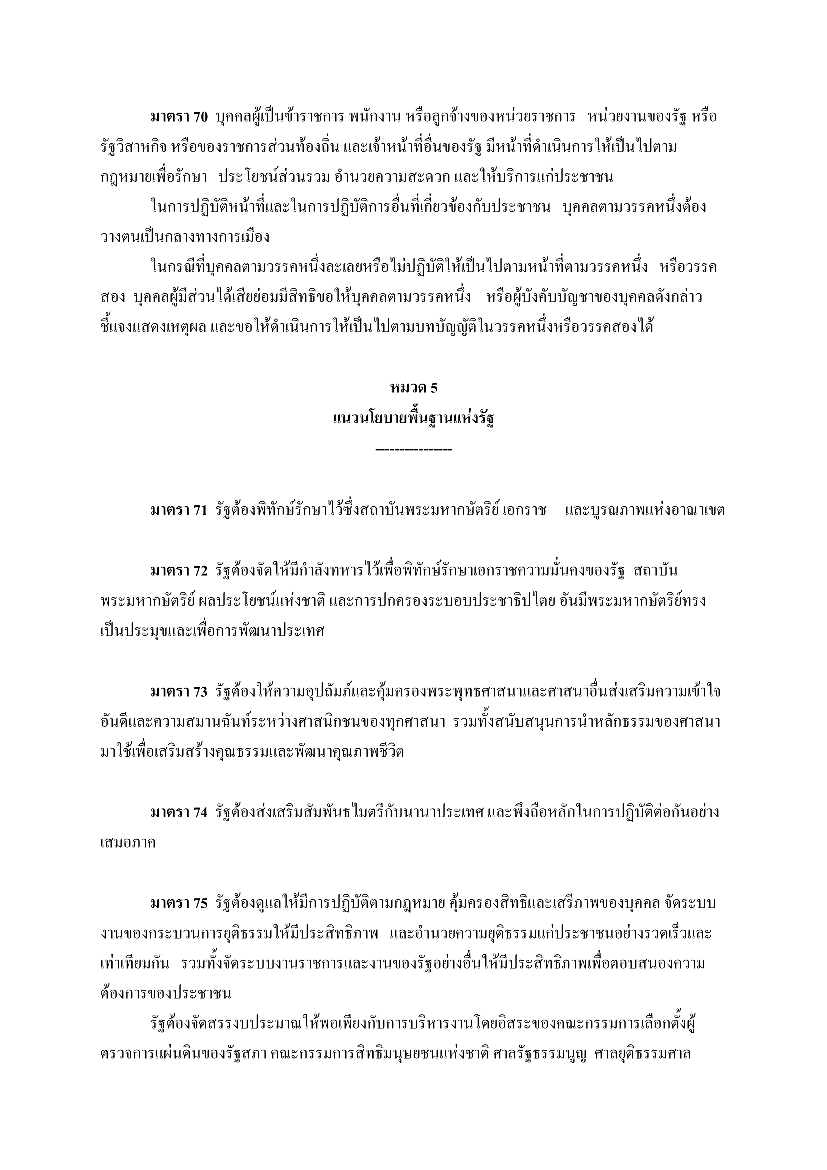 มาตรา 70 บุคคลผู้เป็นข้าราชการ พนักงาน หรือลูกจ้างของหน่วยราชการ หน่วยงานของรัฐ หรือ
รัฐวิสาหกิจ หรือของราชการส่วนท้องถิ่น และเจ้าหน้าที่อื่นของรัฐ มีหน้าที่ดำเนินการให้เป็นไปตาม
กฎหมายเพื่อรักษา ประโยชน์ส่วนรวม อำนวยความสะดวก และให้บริการแก่ประชาชน
ในการปฏิบัติหน้าที่และในการปฏิบัติการอื่นที่เกี่ยวข้องกับประชาชน บุคคลตามวรรคหนึ่งต้อง
วางตนเป็นกลางทางการเมือง
ในกรณีที่บุคคลตามวรรคหนึ่งละเลยหรือไม่ปฏิบัติให้เป็นไปตามหน้าที่ตามวรรคหนึ่ง หรือวรรค
สอง บุคคลผู้มีส่วนได้เสียย่อมมีสิทธิขอให้บุคคลตามวรรคหนึ่ง หรือผู้บังคับบัญชาของบุคคลดังกล่าว
ชี้แจงแสดงเหตุผล และขอให้ดำเนินการให้เป็นไปตามบทบัญญัติในวรรคหนึ่งหรือวรรคสองได้
หมวด 5
แนวนโยบายพื้นฐานแห่งรัฐ
----------------
มาตรา 71 รัฐต้องพิทักษ์รักษาไว้ซึ่งสถาบันพระมหากษัตริย์ เอกราช และบูรณภาพแห่งอาณาเขต
มาตรา 72 รัฐต้องจัดให้มีกำลังทหารไว้เพื่อพิทักษ์รักษาเอกราชความมั่นคงของรัฐ สถาบัน
พระมหากษัตริย์ ผลประโยชน์แห่งชาติ และการปกครองระบอบประชาธิปไตย อันมีพระมหากษัตริย์ทรง
เป็นประมุขและเพื่อการพัฒนาประเทศ
มาตรา 73 รัฐต้องให้ความอุปถัมภ์และคุ้มครองพระพุทธศาสนาและศาสนาอื่นส่งเสริมความเข้าใจ
อันดีและความสมานฉันท์ระหว่างศาสนิกชนของทุกศาสนา รวมทั้งสนับสนุนการนำหลักธรรมของศาสนา
มาใช้เพื่อเสริมสร้างคุณธรรมและพัฒนาคุณภาพชีวิต
มาตรา 74 รัฐต้องส่งเสริมสัมพันธไมตรีกับนานาประเทศ และพึงถือหลักในการปฏิบัติต่อกันอย่าง
เสมอภาค
มาตรา 75 รัฐต้องดูแลให้มีการปฏิบัติตามกฎหมาย คุ้มครองสิทธิและเสรีภาพของบุคคล จัดระบบ
งานของกระบวนการยุติธรรมให้มีประสิทธิภาพ และอำนวยความยุติธรรมแก่ประชาชนอย่างรวดเร็วและ
เท่าเทียมกัน รวมทั้งจัดระบบงานราชการและงานของรัฐอย่างอื่นให้มีประสิทธิภาพเพื่อตอบสนองความ
ต้องการของประชาชน
รัฐต้องจัดสรรงบประมาณให้พอเพียงกับการบริหารงานโดยอิสระของคณะกรรมการเลือกตั้งผู้
ตรวจการแผ่นดินของรัฐสภา คณะกรรมการสิทธิมนุษยชนแห่งชาติ ศาลรัฐธรรมนูญ ศาลยุติธรรมศาล